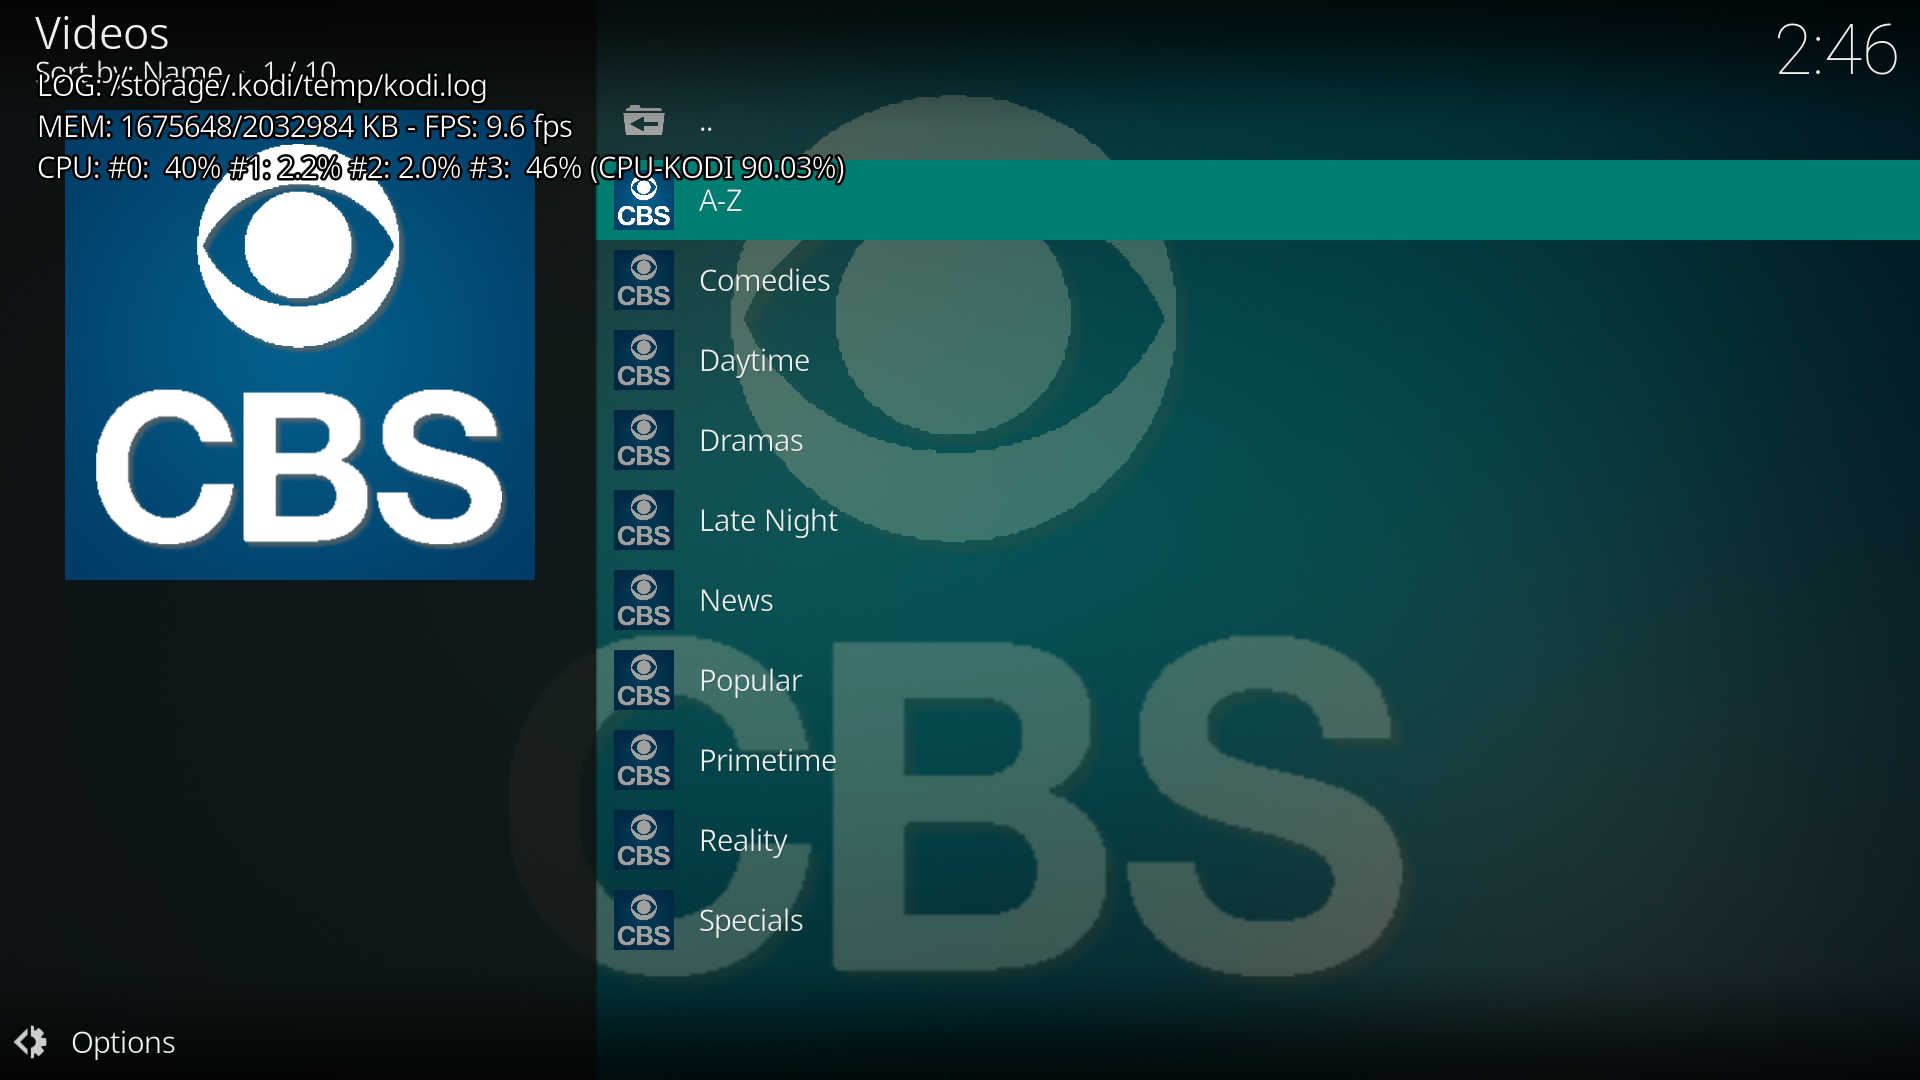 Videos
2:46
Sort by: Name · 1 / 10
LOG: /storage/.kodi/temp/kodi.log
MEM: 1675648/2032984 KB - FPS: 9.6 fps
CPU: #0:  40% #1: 2.2% #2: 2.0% #3:  46% (CPU-KODI 90.03%)
CBS
..
CBS A-Z
CBS Comedies
CBS Daytime
CBS Dramas
CBS Late Night
CBS News
CBS Popular
CBS Primetime
CBS Reality
CBS Specials
CBS
Options